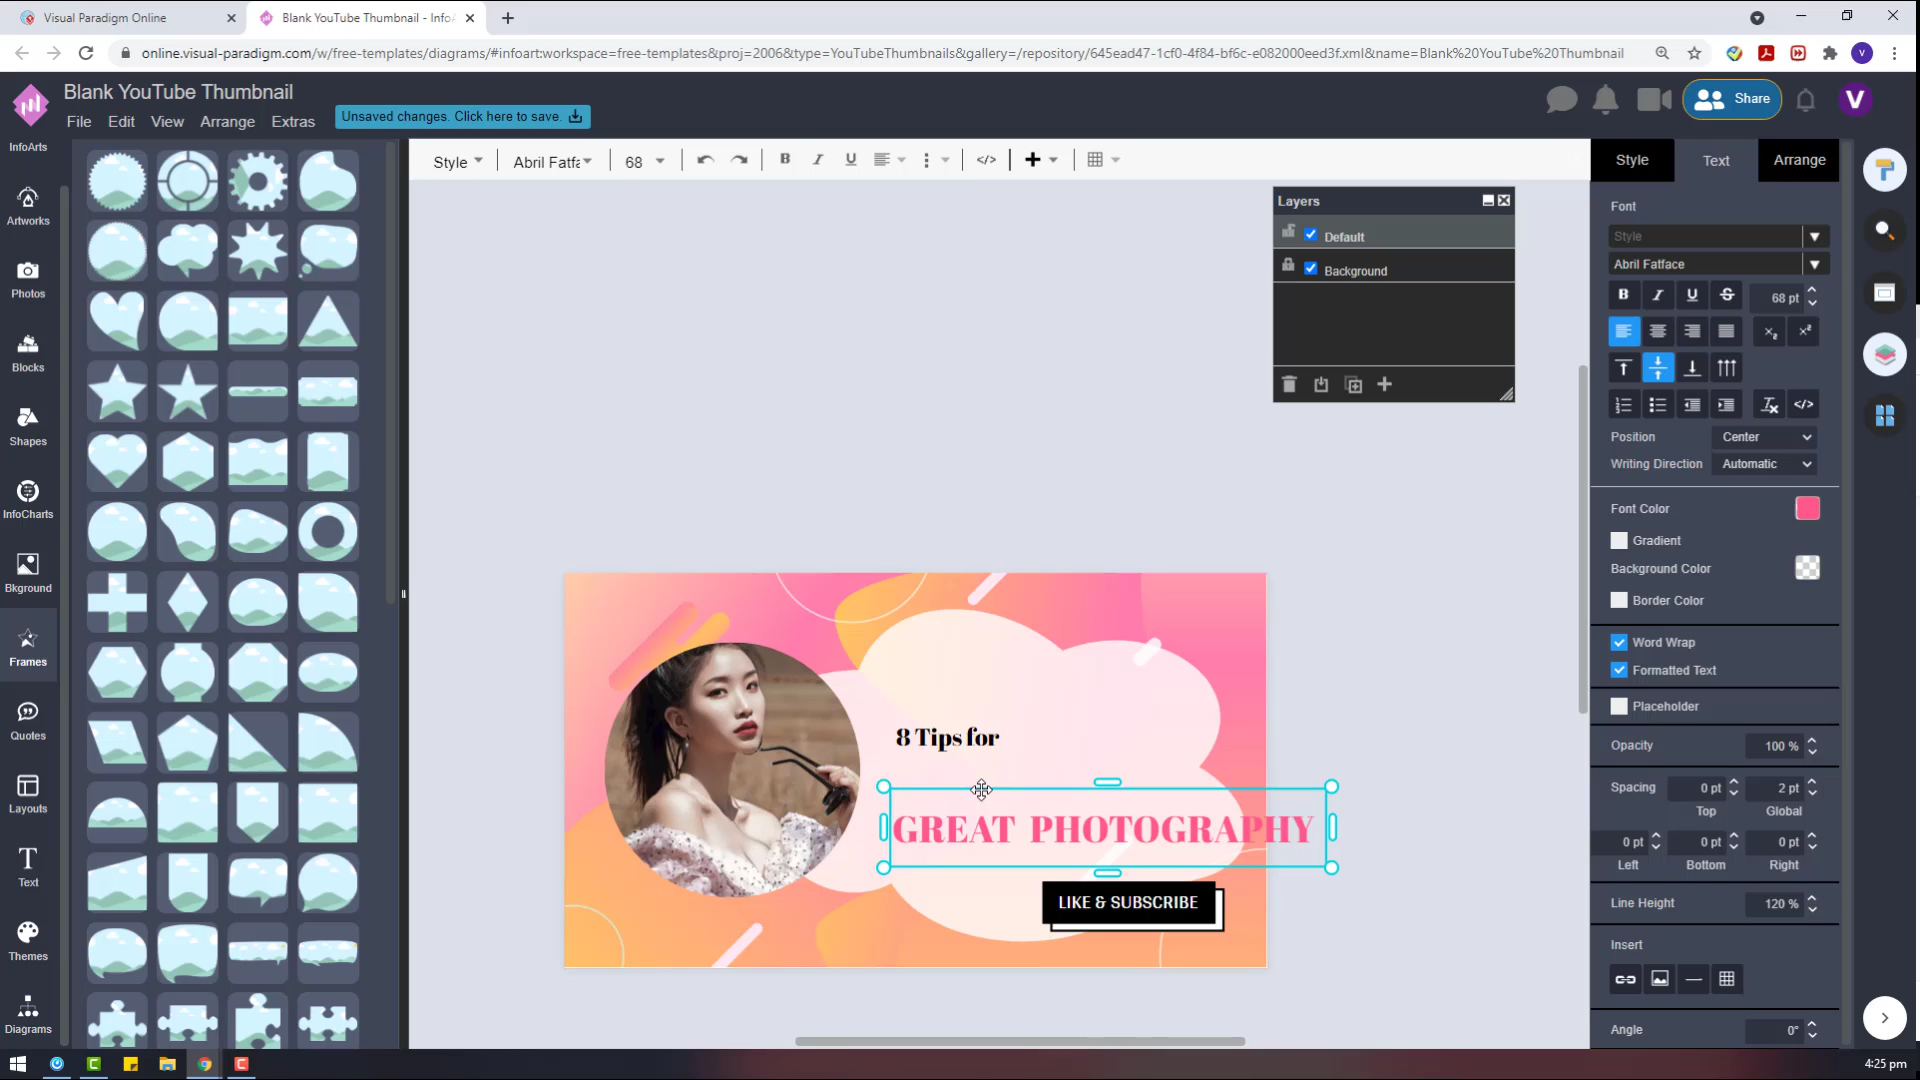 Visual Paradigm Online
Blank YouTube Thumbnail - InfoA
online.visual-paradigm.com/w/free-templates/diagrams/#infoart:workspace=free-templates&proj=2006&type=YouTubeThumbnails&gallery=/repository/645ead47-1cf0-4f84-bf6c-e082000eed3f.xml&name=Blank%20YouTube%20Thumbnail
V
Blank YouTube Thumbnail
File Edit View Arrange Extras
Unsaved changes. Click here to save.
Share
V
InfoArts
Artworks
Photos
Blocks
Shapes
InfoCharts
Bkground
Frames
Quotes
Layouts
Text
Themes
Diagrams
Style
Abril Fatfa
68
B I U
Layers
Default
Background
8 Tips for
GREAT PHOTOGRAPHY
LIKE & SUBSCRIBE
Style Text Arrange
Font
Style
Abril Fatface
B I U S 68 pt
Position Center
Writing Direction Automatic
Font Color
Gradient
Background Color
Border Color
Word Wrap
Formatted Text
Placeholder
Opacity 100 %
Spacing 0 pt 2 pt
Top Global
0 pt 0 pt 0 pt
Left Bottom Right
Line Height 120 %
Insert
Angle 0°
4:25 pm